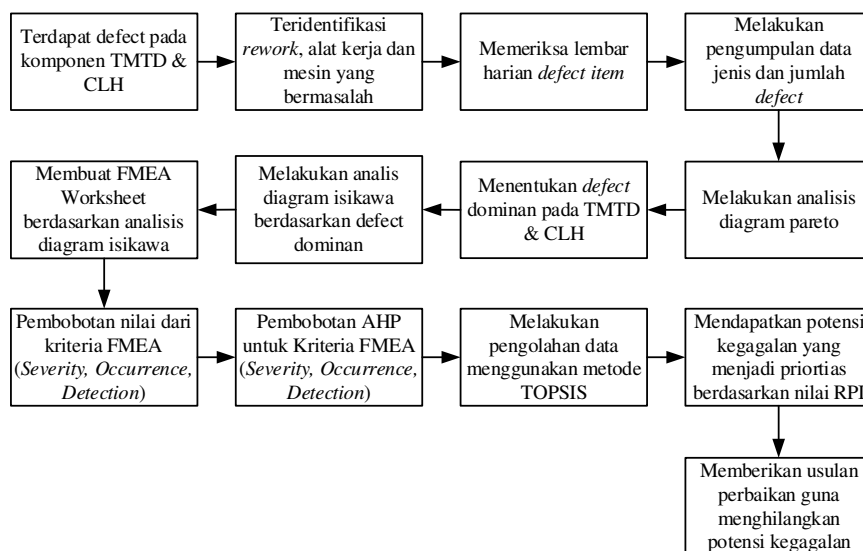 Terdapat defect pada
komponen TMTD &
CLH
Teridentifikasi
rework, alat kerja dan
mesin yang
bermasalah
Memeriksa lembar
harian defect item
Melakukan
pengumpulan data
jenis dan jumlah
defect
Membuat FMEA
Worksheet
berdasarkan analisis
diagram isikawa
Melakukan analis
diagram isikawa
berdasarkan defect
dominan
Menentukan defect
dominan pada TMTD
& CLH
Melakukan analisis
diagram pareto
Pembobotan nilai dari
kriteria FMEA
(Severity, Occurrence,
Detection)
Pembobotan AHP
untuk Kriteria FMEA
(Severity, Occurrence,
Detection)
Melakukan
pengolahan data
menggunakan metode
TOPSIS
Mendapatkan potensi
kegagalan yang
menjadi priortias
berdasarkan nilai RPI
Memberikan usulan
perbaikan guna
menghilangkan
potensi kegagalan